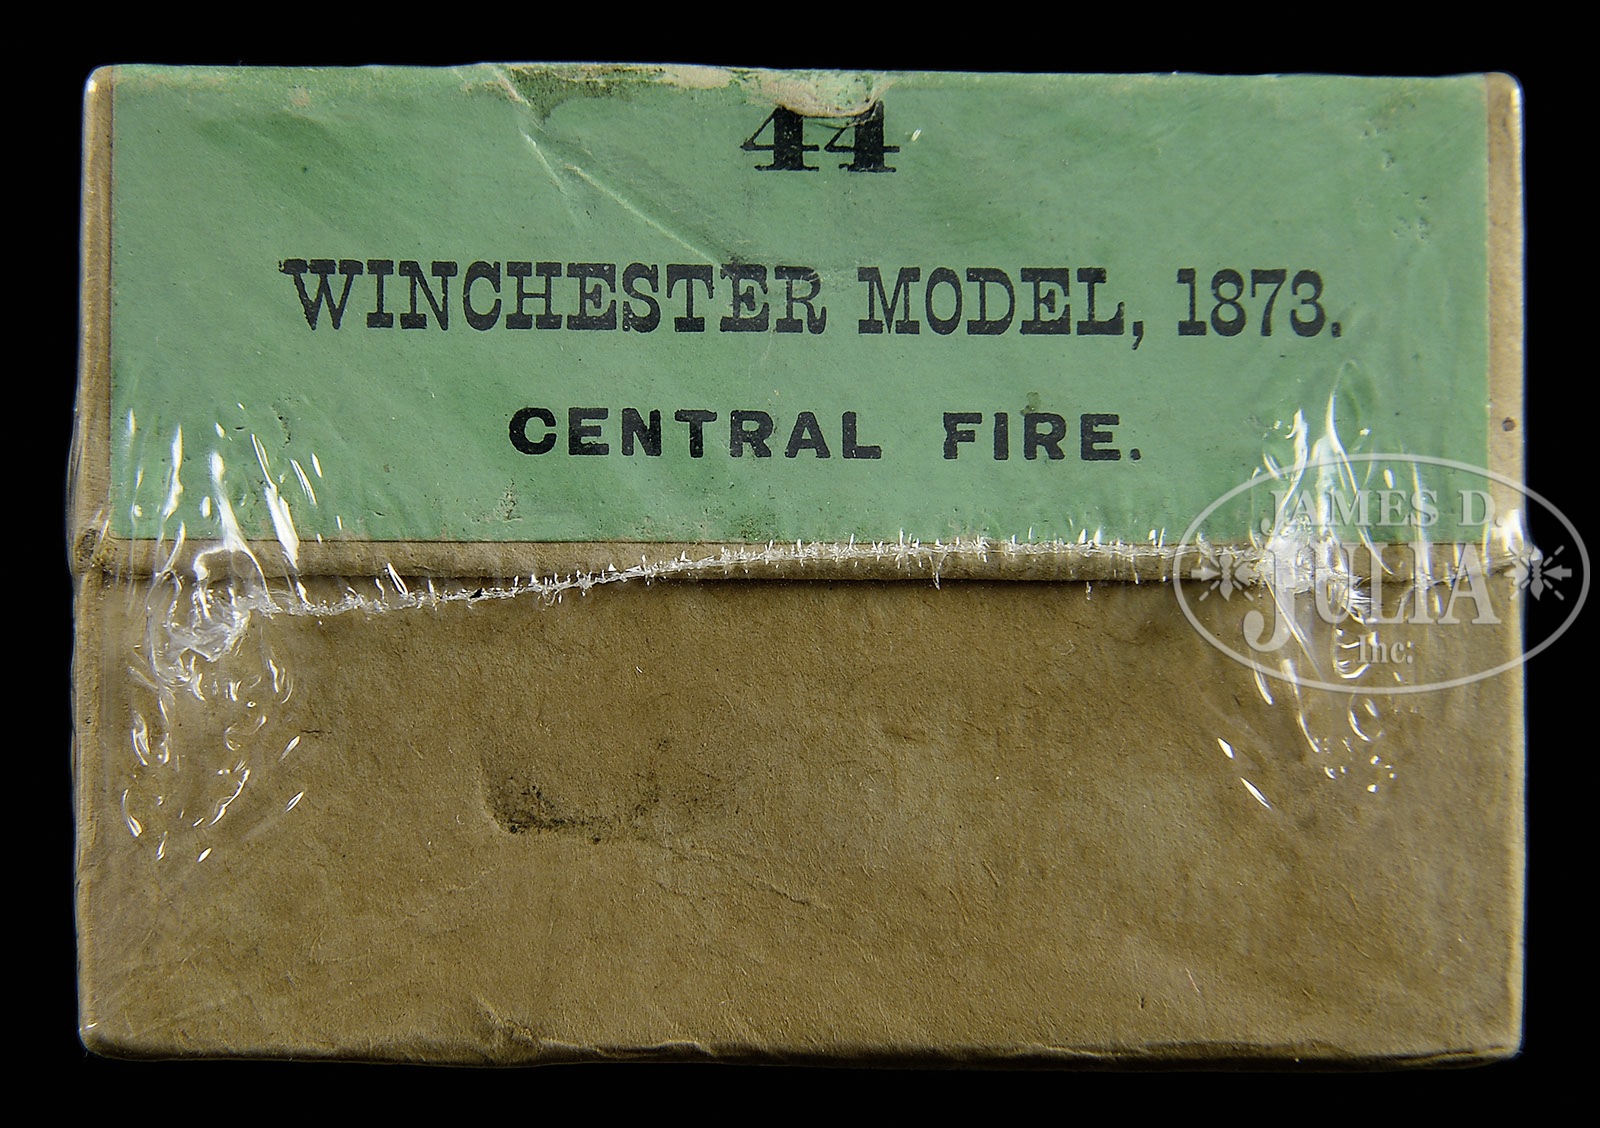 44
WINCHESTER MODEL, 1873.
CENTRAL FIRE.
JAMES D.
JULIA
Inc.